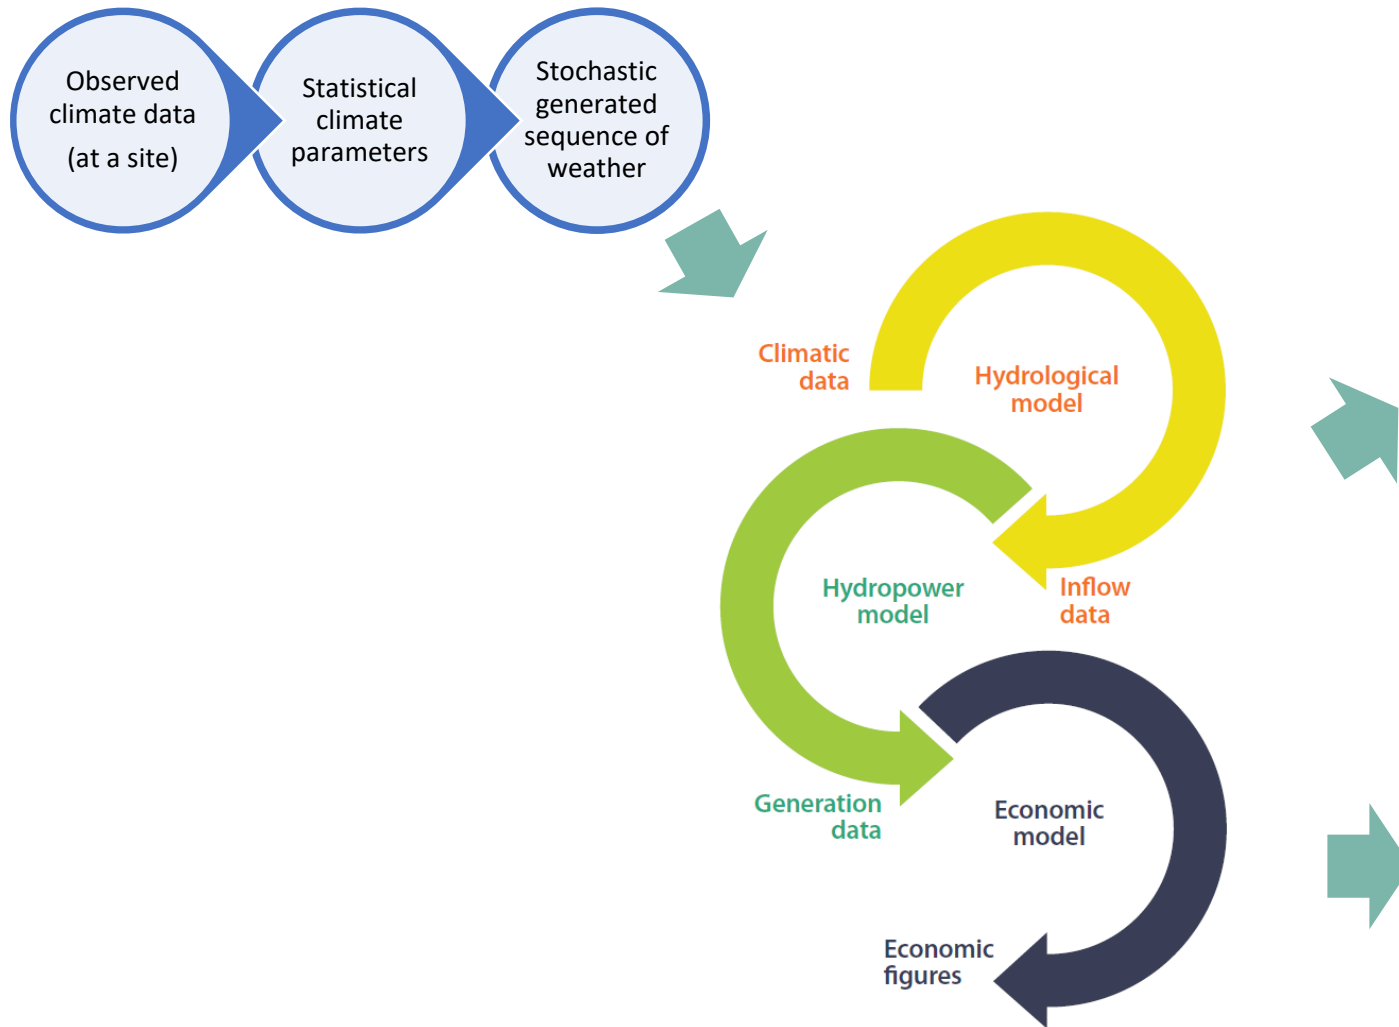 Observed
climate data
(at a site)
Statistical
climate
parameters
Stochastic
generated
sequence of
weather
Climatic
data
Hydrological
model
Hydropower
model
Inflow
data
Generation
data
Economic
model
Economic
figures